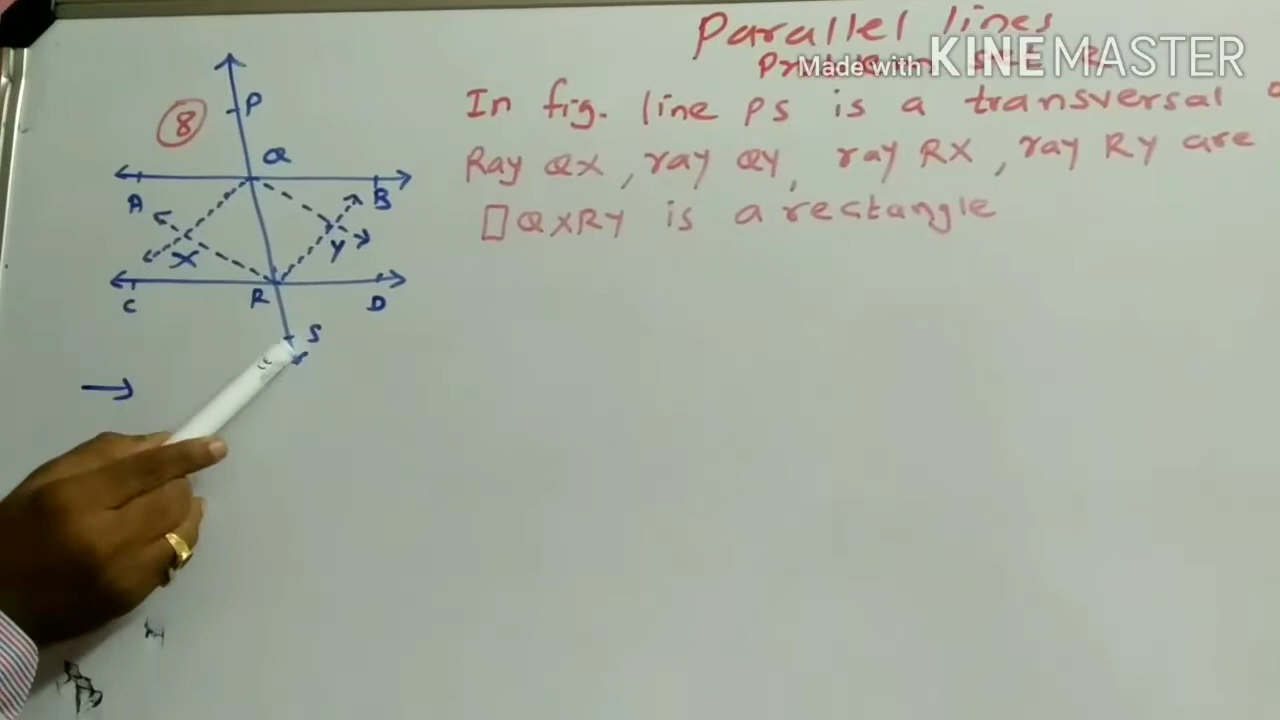 Parallel lines
Made with KINEMASTER
In fig. line PS is a transversal
Ray QX, ray QY, ray RX, ray RY are
□QXRY is a rectangle
8
P
Q
A
B
X
Y
C
R
D
S